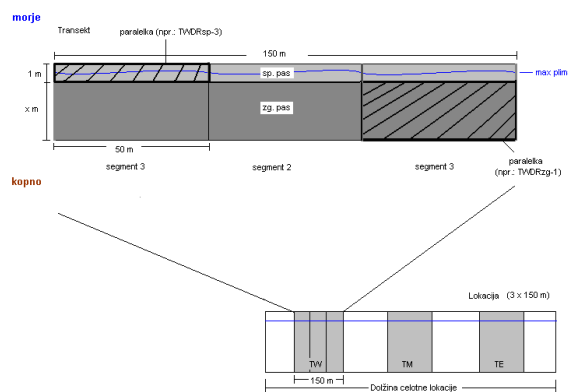 morje
Transekt
paralelka (npr.: TWDRsp-3)
150 m
1 m
sp. pas
max plim
x m
zg. pas
50 m
paralelka
(npr.: TWDRzg-1)
segment 3
segment 2
segment 3
kopno
Lokacija (3 x 150 m)
TW
TM
TE
150 m
Dolžina celotne lokacije